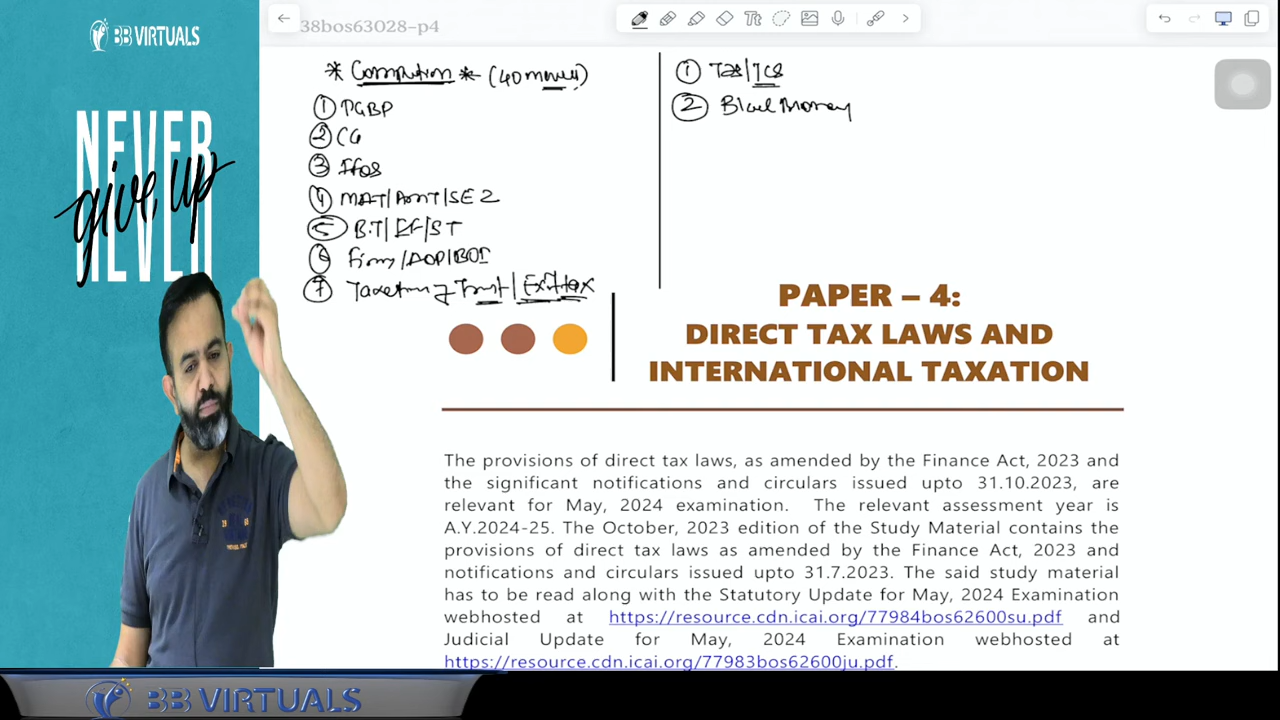 BB VIRTUALS
38bos63028-p4
NEVER
give up
NEVER
* Computation * (40 marks)
① PGBP
② CG
③ IFOS
④ MAT/AMT/SEZ
⑤ B.T/EF/ST
⑥ Firm/AOP/BOI
⑦ Taxation of Trust/Exit tax
① TDS/TCS
② Black Money
PAPER – 4:
DIRECT TAX LAWS AND
INTERNATIONAL TAXATION
The provisions of direct tax laws, as amended by the Finance Act, 2023 and
the significant notifications and circulars issued upto 31.10.2023, are
relevant for May, 2024 examination. The relevant assessment year is
A.Y.2024-25. The October, 2023 edition of the Study Material contains the
provisions of direct tax laws as amended by the Finance Act, 2023 and
notifications and circulars issued upto 31.7.2023. The said study material
has to be read along with the Statutory Update for May, 2024 Examination
webhosted at https://resource.cdn.icai.org/77984bos62600su.pdf and
Judicial Update for May, 2024 Examination webhosted at
https://resource.cdn.icai.org/77983bos62600ju.pdf.
BB VIRTUALS